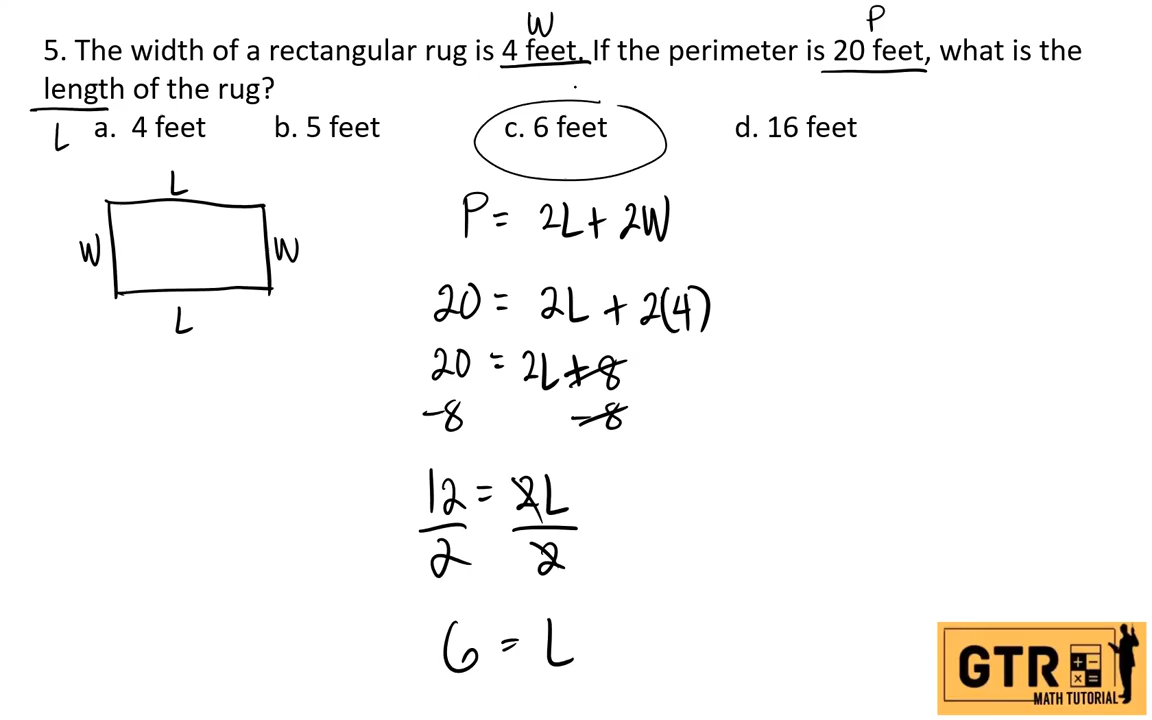 W P
5. The width of a rectangular rug is 4 feet. If the perimeter is 20 feet, what is the
length of the rug?
L a. 4 feet b. 5 feet c. 6 feet d. 16 feet
L
W W
L
P = 2L + 2W
20 = 2L + 2(4)
20 = 2L + 8
-8 -8
12 = 2L
2 2
6 = L
GTR
+ -
× =
MATH TUTORIAL